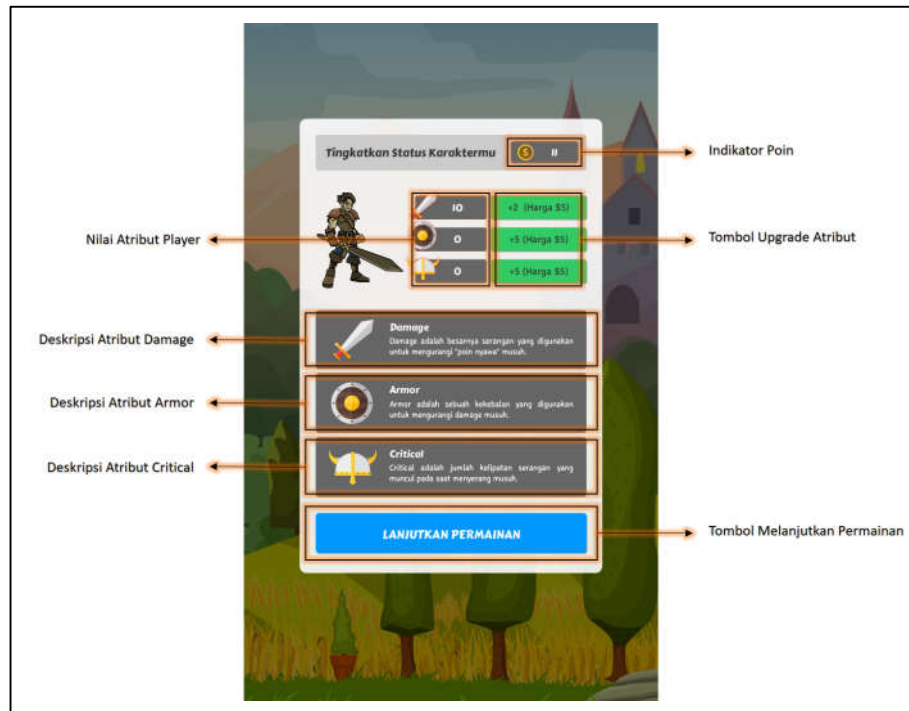 Tingkatkan Status Karaktermu
11
Indikator Poin
10
+2 (Harga $5)
Nilai Atribut Player
0
+5 (Harga $5)
Tombol Upgrade Atribut
0
+5 (Harga $5)
Deskripsi Atribut Damage
Damage
Damage adalah besarnya serangan yang digunakan
untuk mengurangi "poin nyawa" musuh.
Deskripsi Atribut Armor
Armor
Armor adalah sebuah kekebalan yang digunakan
untuk mengurangi damage musuh.
Deskripsi Atribut Critical
Critical
Critical adalah jumlah kelipatan serangan yang
muncul pada saat menyerang musuh.
LANJUTKAN PERMAINAN
Tombol Melanjutkan Permainan